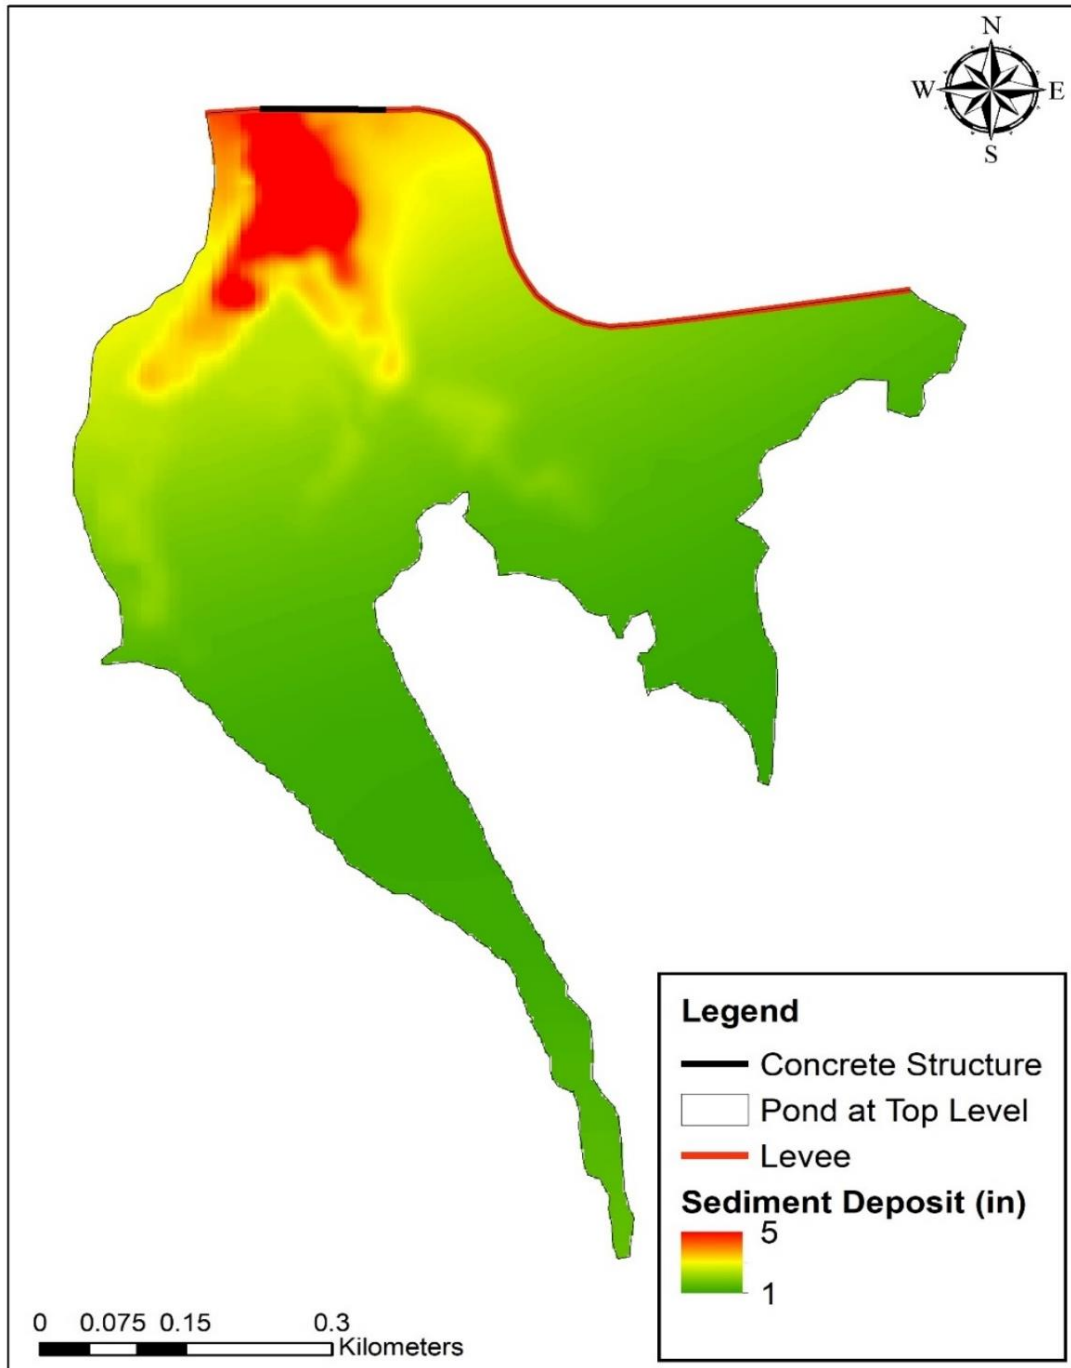 N
W E
S
Legend
Concrete Structure
Pond at Top Level
Levee
Sediment Deposit (in)
5
1
0 0.075 0.15 0.3
Kilometers